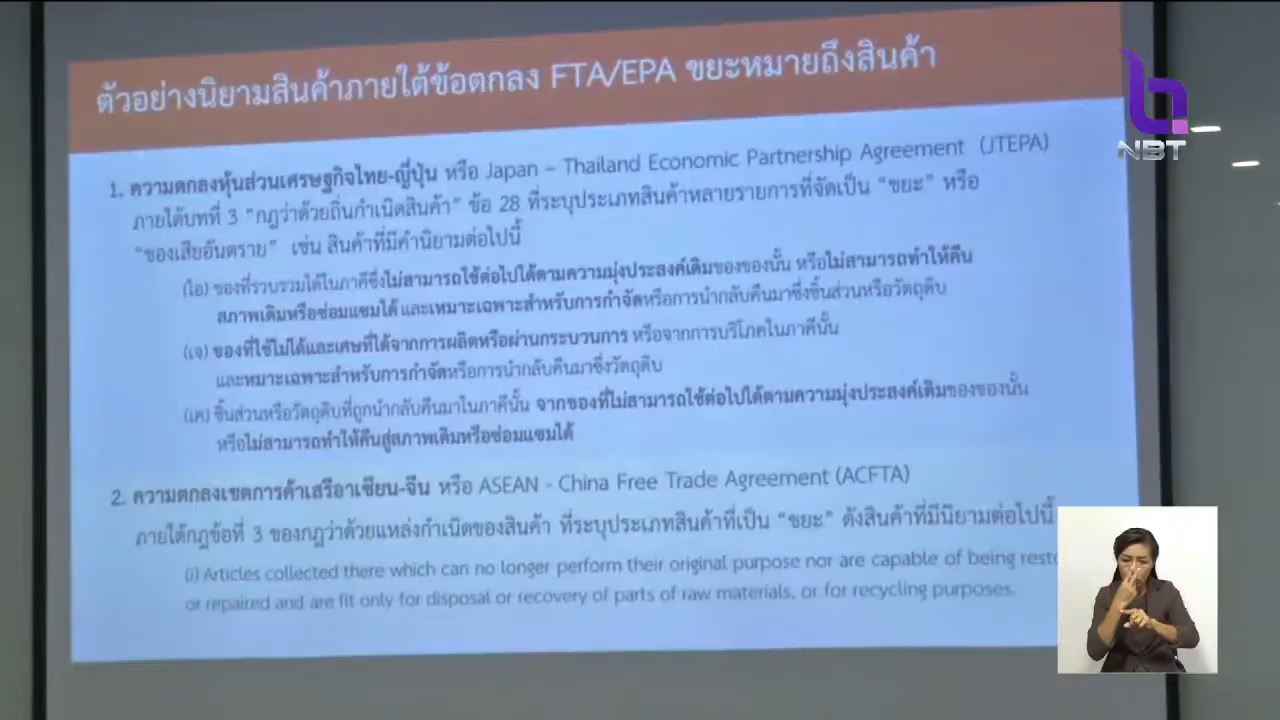 ตัวอย่างนิยามสินค้าภายใต้ข้อตกลง FTA/EPA ขยะหมายถึงสินค้า
NBT
1. ความตกลงหุ้นส่วนเศรษฐกิจไทย-ญี่ปุ่น หรือ Japan – Thailand Economic Partnership Agreement (JTEPA)
ภายใต้บทที่ 3 "กฎว่าด้วยถิ่นกำเนิดสินค้า" ข้อ 28 ที่ระบุประเภทสินค้าหลายรายการที่จัดเป็น "ขยะ" หรือ
"ของเสียอันตราย" เช่น สินค้าที่มีคำนิยามต่อไปนี้
(ไอ) ของที่รวบรวมได้ในภาคีซึ่งไม่สามารถใช้ต่อไปได้ตามความมุ่งประสงค์เดิมของของนั้น หรือไม่สามารถทำให้คืน
สภาพเดิมหรือซ่อมแซมได้ และเหมาะเฉพาะสำหรับการกำจัดหรือการนำกลับคืนมาซึ่งชิ้นส่วนหรือวัตถุดิบ
(เจ) ของที่ใช้ไม่ได้และเศษที่ได้จากการผลิตหรือผ่านกระบวนการ หรือจากการบริโภคในภาคีนั้น
และหมาะเฉพาะสำหรับการกำจัดหรือการนำกลับคืนมาซึ่งวัตถุดิบ
(เค) ชิ้นส่วนหรือวัตถุดิบที่ถูกนำกลับคืนมาในภาคีนั้น จากของที่ไม่สามารถใช้ต่อไปได้ตามความมุ่งประสงค์เดิมของของนั้น
หรือไม่สามารถทำให้คืนสู่สภาพเดิมหรือซ่อมแซมได้
2. ความตกลงเขตการค้าเสรีอาเซียน-จีน หรือ ASEAN - China Free Trade Agreement (ACFTA)
ภายใต้กฎข้อที่ 3 ของกฎว่าด้วยแหล่งกำเนิดของสินค้า ที่ระบุประเภทสินค้าที่เป็น "ขยะ" ดังสินค้าที่มีนิยามต่อไปนี้
(i) Articles collected there which can no longer perform their original purpose nor are capable of being resto
or repaired and are fit only for disposal or recovery of parts of raw materials, or for recycling purposes.